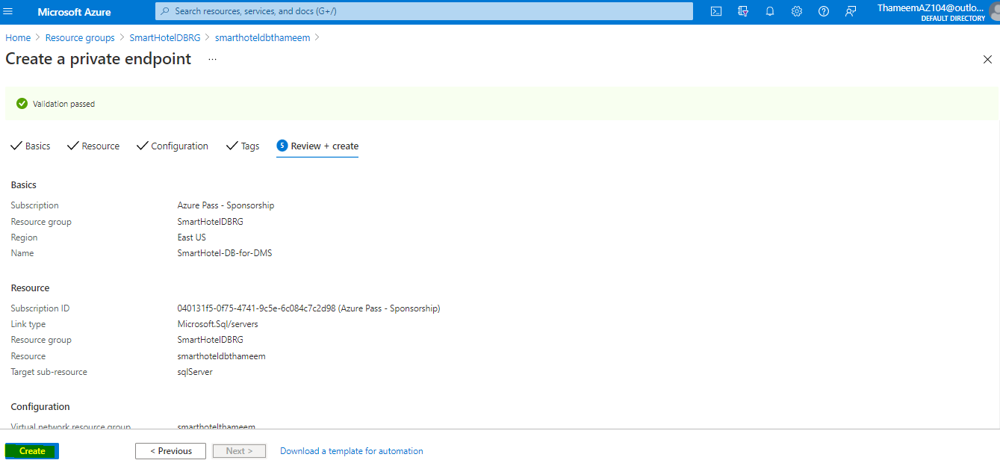 Microsoft Azure
Search resources, services, and docs (G+/)
ThameemAZ104@outlo...
DEFAULT DIRECTORY
Home > Resource groups > SmartHotelDBRG > smarthoteldbthameem >
Create a private endpoint ...
Validation passed
Basics Resource Configuration Tags 5 Review + create
Basics
Subscription Azure Pass - Sponsorship
Resource group SmartHotelDBRG
Region East US
Name SmartHotel-DB-for-DMS
Resource
Subscription ID 040131f5-0f75-4741-9c5e-6c084c7c2d98 (Azure Pass - Sponsorship)
Link type Microsoft.Sql/servers
Resource group SmartHotelDBRG
Resource smarthoteldbthameem
Target sub-resource sqlServer
Configuration
Virtual network resource group smarthotelthameem
Create < Previous Next > Download a template for automation